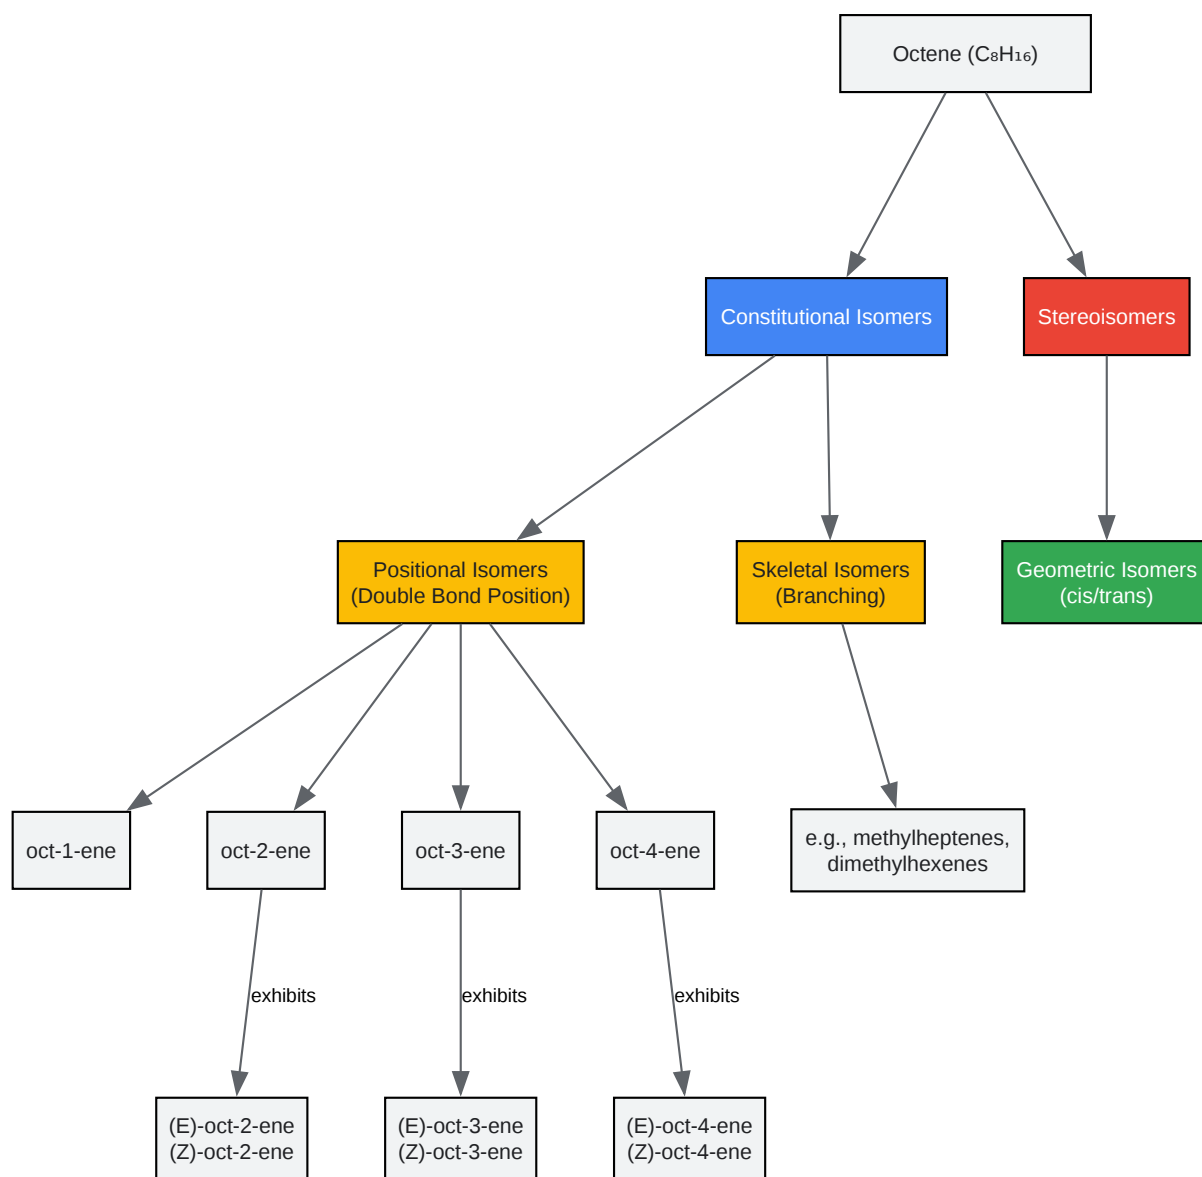 Octene (C₈H₁₆)
Constitutional Isomers
Stereoisomers
Positional Isomers
(Double Bond Position)
Skeletal Isomers
(Branching)
Geometric Isomers
(cis/trans)
oct-1-ene
oct-2-ene
oct-3-ene
oct-4-ene
e.g., methylheptenes,
dimethylhexenes
exhibits
exhibits
exhibits
(E)-oct-2-ene
(Z)-oct-2-ene
(E)-oct-3-ene
(Z)-oct-3-ene
(E)-oct-4-ene
(Z)-oct-4-ene